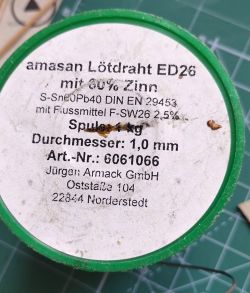 amasan Lötdraht ED26
mit 60% Zinn
S-Sn60Pb40 DIN EN 29453
mit Flussmittel F-SW26 2,5%
Spule: 1 kg
Durchmesser: 1,0 mm
Art.-Nr.: 6061066
Jürgen Armack GmbH
Oststraße 104
22844 Norderstedt